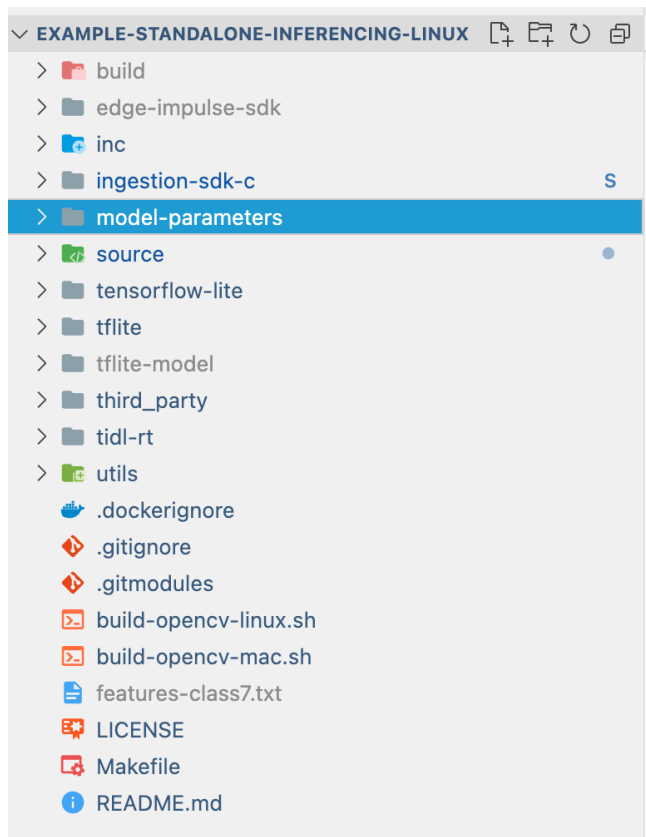 EXAMPLE-STANDALONE-INFERENCING-LINUX
build
edge-impulse-sdk
inc
ingestion-sdk-c S
model-parameters
source
tensorflow-lite
tflite
tflite-model
third_party
tidl-rt
utils
.dockerignore
.gitignore
.gitmodules
build-opencv-linux.sh
build-opencv-mac.sh
features-class7.txt
LICENSE
Makefile
README.md